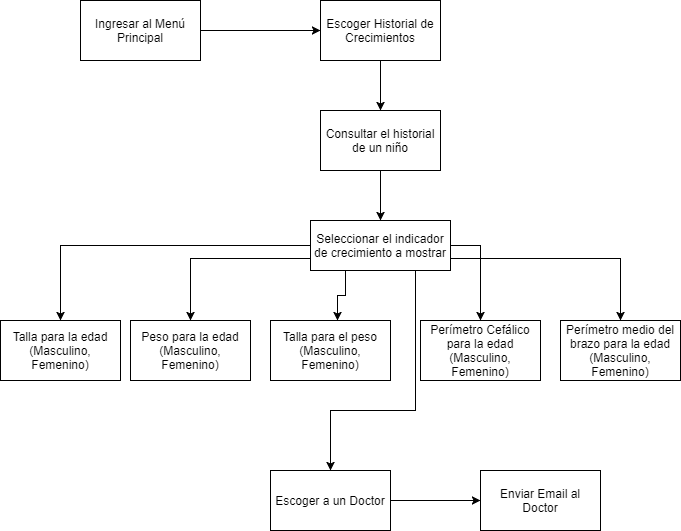 Ingresar al Menú
Principal
Escoger Historial de
Crecimientos
Consultar el historial
de un niño
Seleccionar el indicador
de crecimiento a mostrar
Talla para la edad
(Masculino,
Femenino)
Peso para la edad
(Masculino,
Femenino)
Talla para el peso
(Masculino,
Femenino)
Perímetro Cefálico
para la edad
(Masculino,
Femenino)
Perímetro medio del
brazo para la edad
(Masculino,
Femenino)
Escoger a un Doctor
Enviar Email al
Doctor